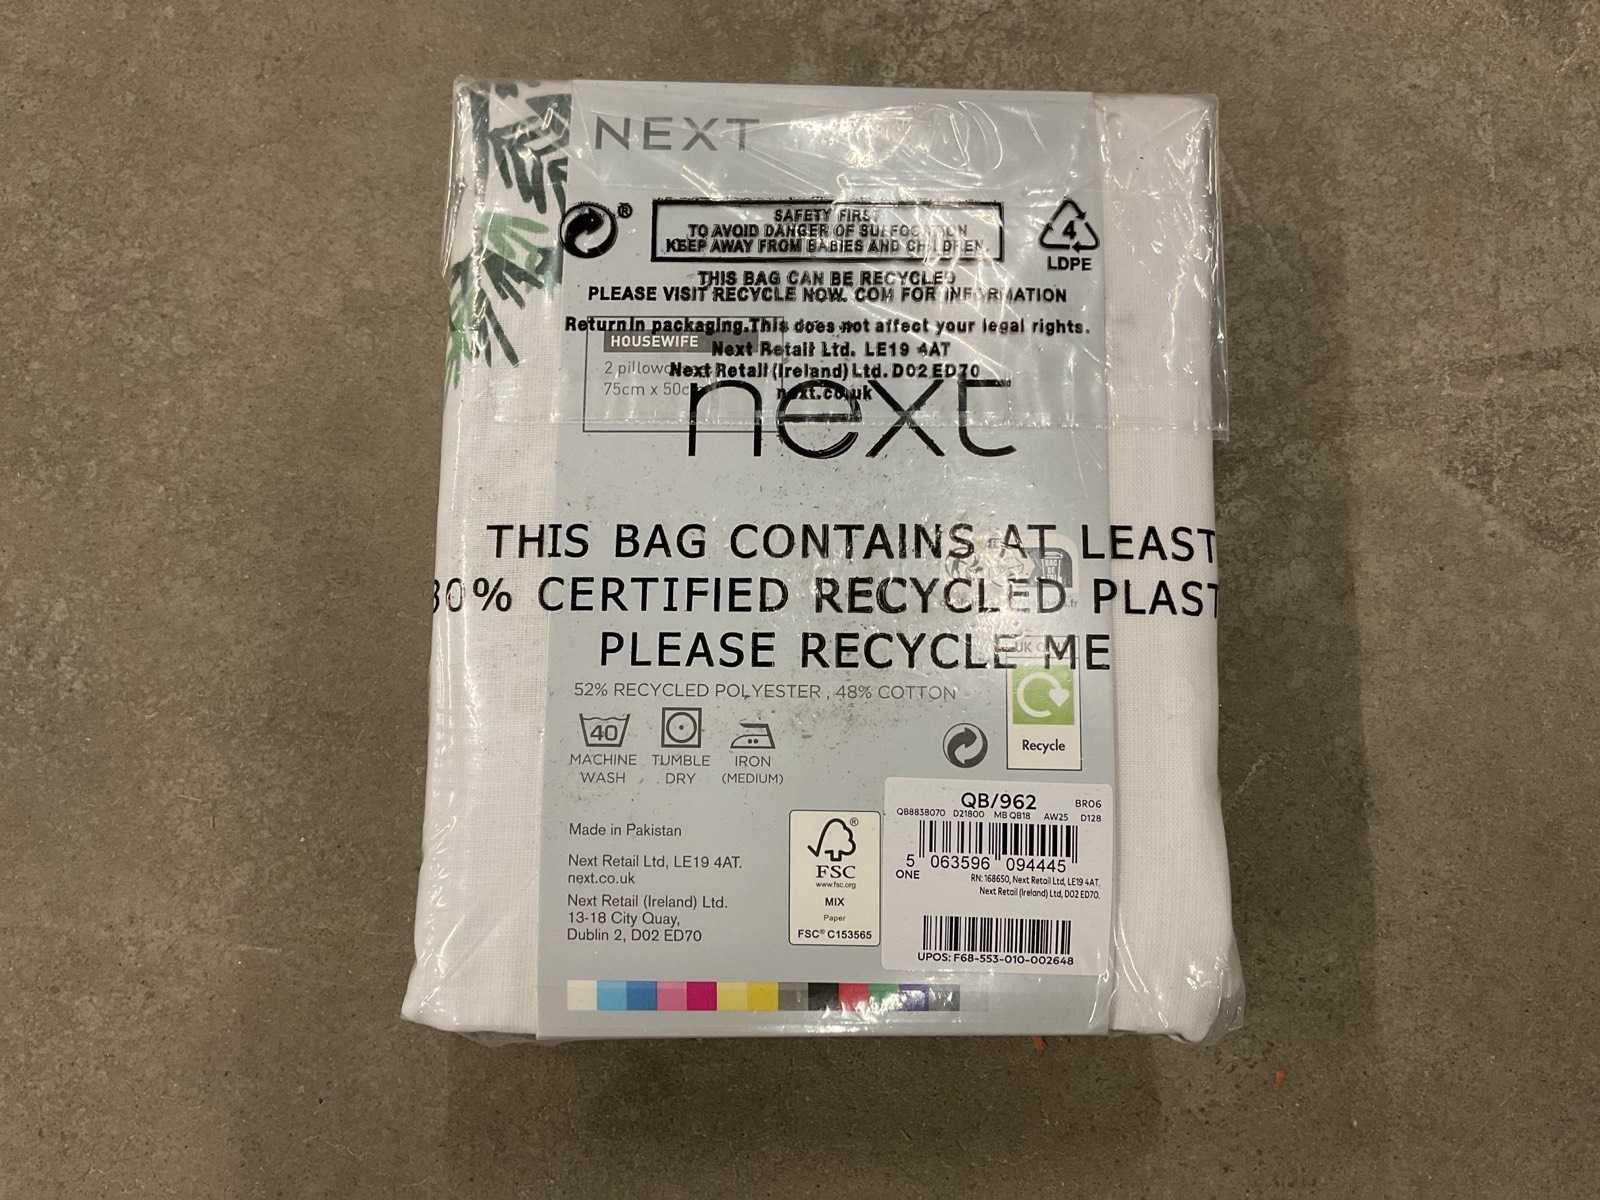 NEXT
®
SAFETY FIRST
TO AVOID DANGER OF SUFFOCATION
KEEP AWAY FROM BABIES AND CHILDREN.
4
LDPE
THIS BAG CAN BE RECYCLED
PLEASE VISIT RECYCLE NOW. COM FOR INFORMATION
Return in packaging. This does not affect your legal rights.
HOUSEWIFE
Next Retail Ltd. LE19 4AT
2
Next Retail (Ireland) Ltd. D02 ED70
75cm x
next.co.uk
next
THIS BAG CONTAINS AT LEAST
30% CERTIFIED RECYCLED PLAST
PLEASE RECYCLE ME
52% RECYCLED POLYESTER , 48% COTTON
40
MACHINE WASH
TUMBLE DRY
IRON (MEDIUM)
Recycle
Made in Pakistan
Next Retail Ltd, LE19 4AT.
next.co.uk
Next Retail (Ireland) Ltd.
13-18 City Quay,
Dublin 2, D02 ED70
®
FSC
www.fsc.org
MIX
Paper
FSC® C153565
QB/962 BR06
QB8838070 D21800 MB QB18 AW25 D128
5 063596 094445
ONE
RN: 168650, Next Retail Ltd, LE19 4AT.
Next Retail (Ireland) Ltd, D02 ED70.
UPOS: F68-553-010-002648